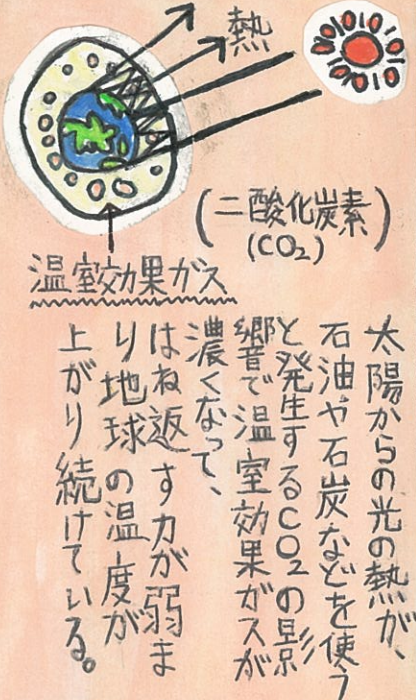 熱
(二酸化炭素)
(CO₂)
温室効果ガス
太陽からの光の熱が、
石油や石炭などを使う
と発生するCO₂の影
響で温室効果ガスが
濃くなって、
はね返す力が弱ま
り地球の温度が
上がり続けている。